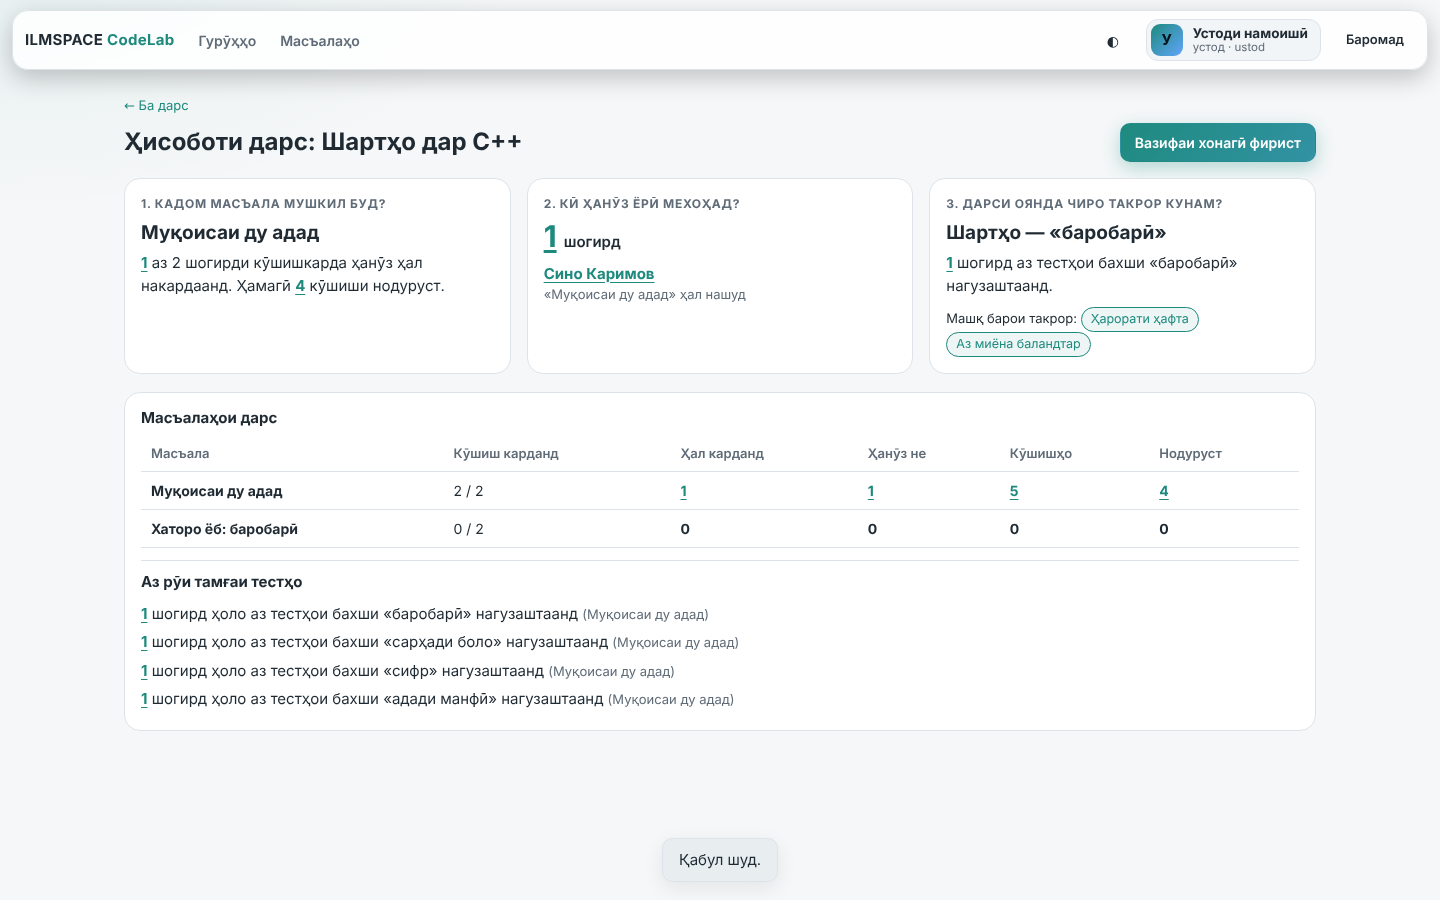 ILMSPACE CodeLab
Гурӯҳҳо
Масъалаҳо
У
Устоди намоишӣ
устод · ustod
Баромад
← Ба дарс
Ҳисоботи дарс: Шартҳо дар C++
Вазифаи хонагӣ фирист
1. КАДОМ МАСЪАЛА МУШКИЛ БУД?
Муқоисаи ду адад
1 аз 2 шогирди кӯшишкарда ҳанӯз ҳал
накардаанд. Ҳамагӣ 4 кӯшиши нодуруст.
2. КӢ ҲАНӮЗ ЁРӢ МЕХОҲАД?
1 шогирд
Сино Каримов
«Муқоисаи ду адад» ҳал нашуд
3. ДАРСИ ОЯНДА ЧИРО ТАКРОР КУНАМ?
Шартҳо — «баробарӣ»
1 шогирд аз тестҳои бахши «баробарӣ»
нагузаштаанд.
Машқ барои такрор: Ҳарорати ҳафта
Аз миёна баландтар
Масъалаҳои дарс
Масъала Кӯшиш карданд Ҳал карданд Ҳанӯз не Кӯшишҳо Нодуруст
Муқоисаи ду адад 2 / 2 1 1 5 4
Хаторо ёб: баробарӣ 0 / 2 0 0 0 0
Аз рӯи тамғаи тестҳо
1 шогирд ҳоло аз тестҳои бахши «баробарӣ» нагузаштаанд (Муқоисаи ду адад)
1 шогирд ҳоло аз тестҳои бахши «сарҳади боло» нагузаштаанд (Муқоисаи ду адад)
1 шогирд ҳоло аз тестҳои бахши «сифр» нагузаштаанд (Муқоисаи ду адад)
1 шогирд ҳоло аз тестҳои бахши «адади манфӣ» нагузаштаанд (Муқоисаи ду адад)
Қабул шуд.